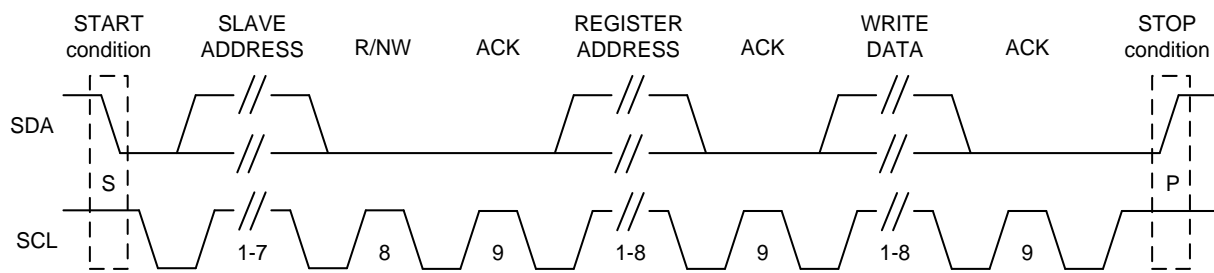 START
condition
SLAVE
ADDRESS
R/NW
ACK
REGISTER
ADDRESS
ACK
WRITE
DATA
ACK
STOP
condition
SDA
S
P
SCL
1-7
8
9
1-8
9
1-8
9